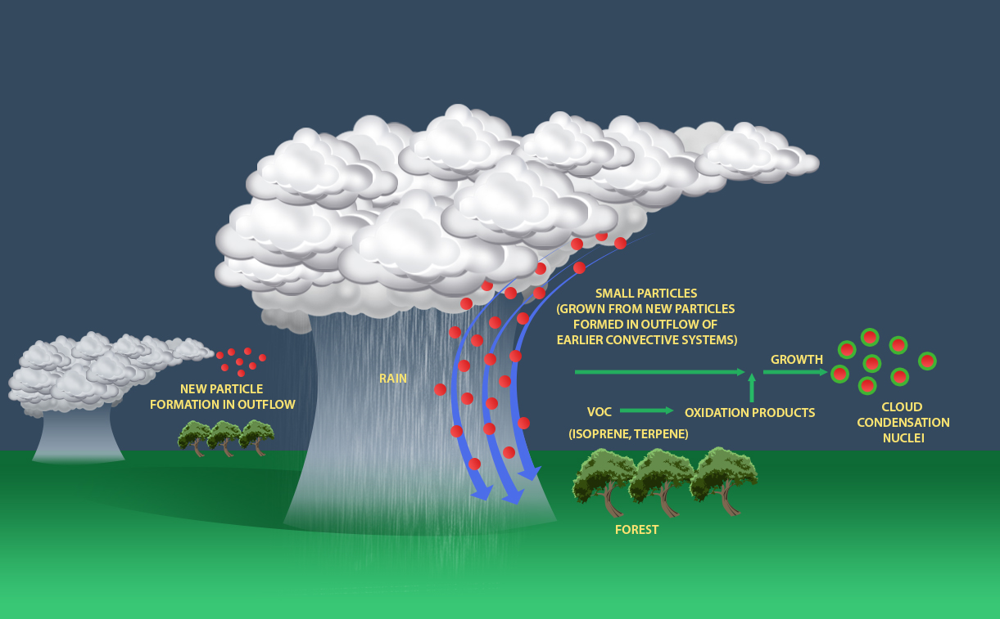 SMALL PARTICLES
(GROWN FROM NEW PARTICLES
FORMED IN OUTFLOW OF
EARLIER CONVECTIVE SYSTEMS)
GROWTH
RAIN
NEW PARTICLE
FORMATION IN OUTFLOW
VOC
OXIDATION PRODUCTS
(ISOPRENE, TERPENE)
CLOUD
CONDENSATION
NUCLEI
FOREST